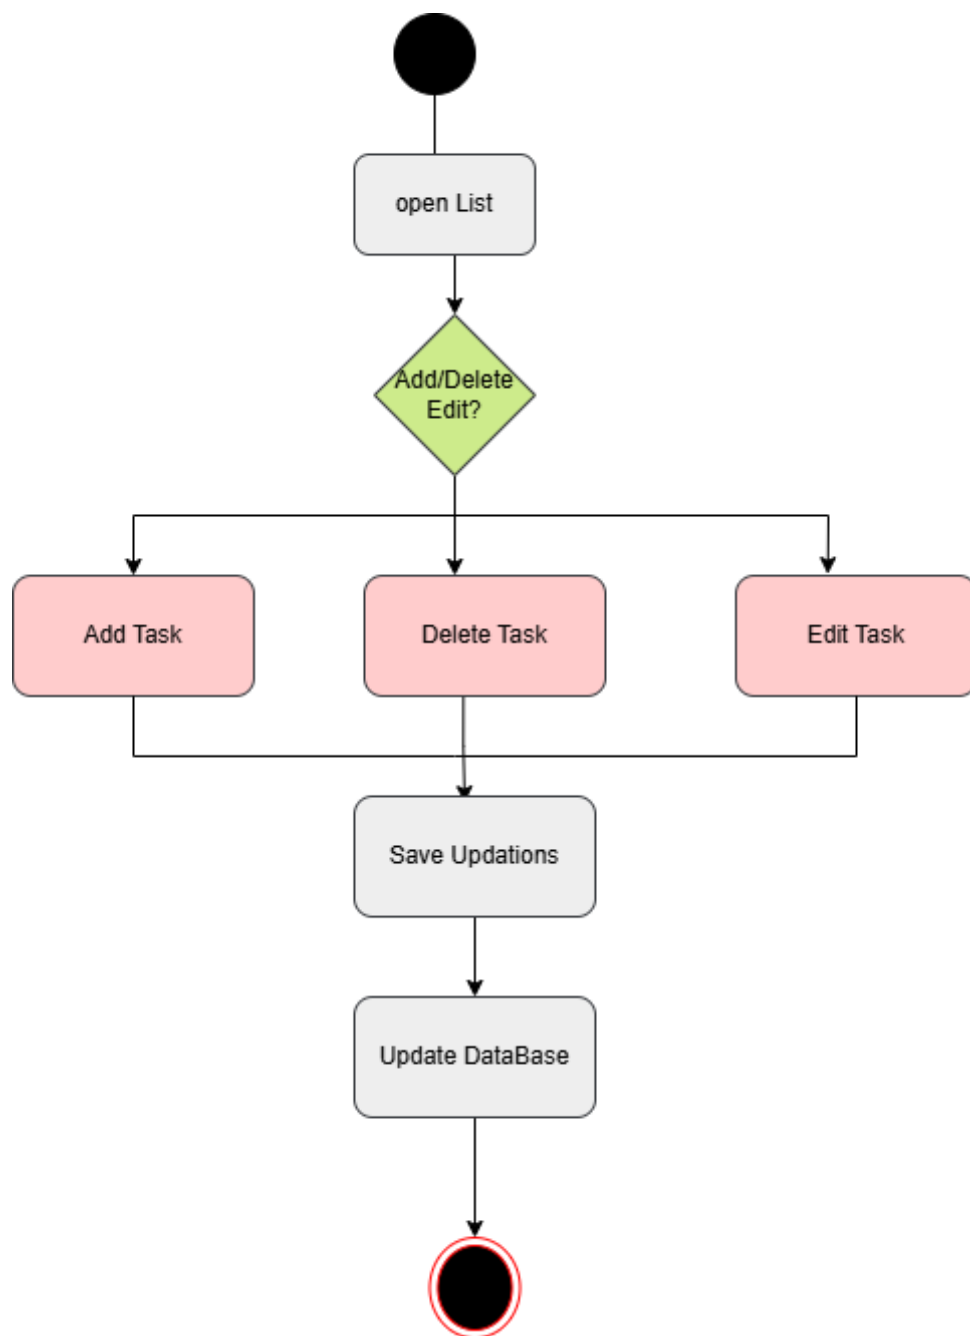 open List
Add/Delete
Edit?
Add Task
Delete Task
Edit Task
Save Updations
Update DataBase